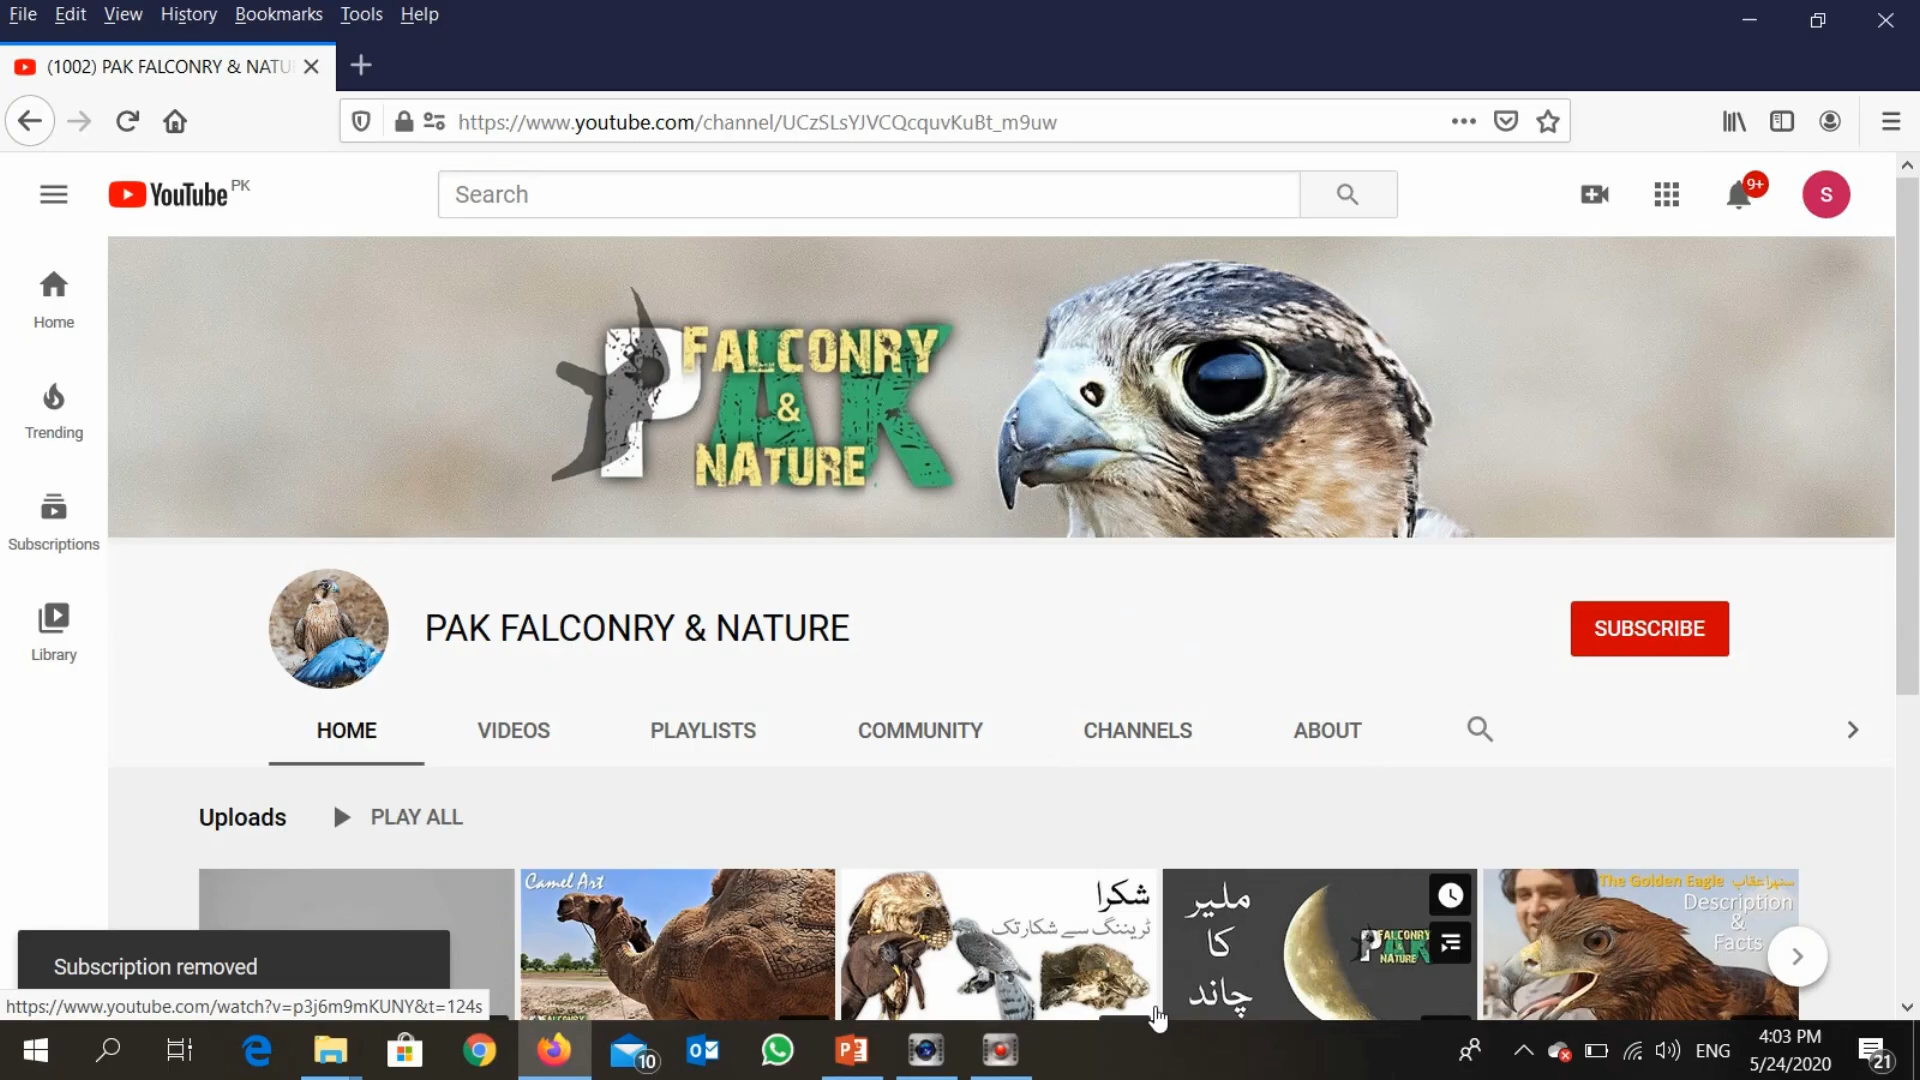 File Edit View History Bookmarks Tools Help
(1002) PAK FALCONRY & NATU
https://www.youtube.com/channel/UCzSLsYJVCQcquvKuBt_m9uw
YouTube PK
Search
9+
S
Home
Trending
Subscriptions
Library
PAK
FALCONRY
&
NATURE
PAK FALCONRY & NATURE
SUBSCRIBE
HOME VIDEOS PLAYLISTS COMMUNITY CHANNELS ABOUT
Uploads PLAY ALL
Camel Art
شکرا
ٹریننگ سے شکار تک
ملیر
کا
چاند
PAK
FALCONRY
&
NATURE
The Golden Eagle سنہرا عقاب
Description
&
Facts
Subscription removed
https://www.youtube.com/watch?v=p3j6m9mKUNY&t=124s
10
ENG
4:03 PM
5/24/2020
21